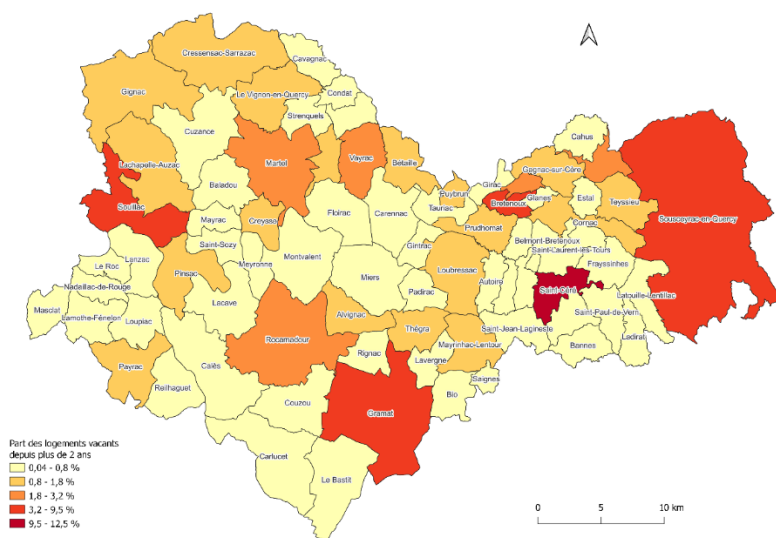 Cressensac-Sarrazac
Cavagnac
Gignac
Le Vignon-en-Quercy
Condat
Strenquels
Cuzance
Cahus
Lachapelle-Auzac
Martel
Vayrac
Bétaille
Gagnac-sur-Cère
Baladou
Puybrun
Girac
Glanes
Estal
Teyssieu
Souillac
Bretenoux
Sousceyrac-en-Quercy
Mayrac
Creysse
Floirac
Carennac
Tauriac
Cornac
Prudhomat
Belmont-Bretenoux
Saint-Sozy
Gintrac
Saint-Laurent-les-Tours
Lanzac
Meyronne
Montvalent
Frayssinhes
Le Roc
Pinsac
Miers
Loubressac
Autoire
Saint-Céré
Nadaillac-de-Rouge
Lacave
Padirac
Latouille-Lentillac
Masclat
Lamothe-Fénelon
Loupiac
Alvignac
Thégra
Saint-Paul-de-Vern
Saint-Jean-Lagineste
Rocamadour
Mayrinhac-Lentour
Ladirat
Rignac
Lavergne
Bannes
Payrac
Calès
Saignes
Reilhaguet
Bio
Couzou
Gramat
Carlucet
Le Bastit
Part des logements vacants
depuis plus de 2 ans
0,04 - 0,8 %
0,8 - 1,8 %
1,8 - 3,2 %
3,2 - 9,5 %
9,5 - 12,5 %
0 5 10 km